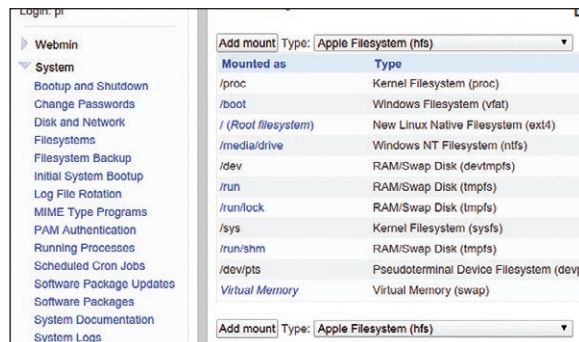 Login: pi
Webmin
System
Bootup and Shutdown
Change Passwords
Disk and Network
Filesystems
Filesystem Backup
Initial System Bootup
Log File Rotation
MIME Type Programs
PAM Authentication
Running Processes
Scheduled Cron Jobs
Software Package Updates
Software Packages
System Documentation
System Logs
Add mount Type: Apple Filesystem (hfs)
Mounted as Type
/proc Kernel Filesystem (proc)
/boot Windows Filesystem (vfat)
/ (Root filesystem) New Linux Native Filesystem (ext4)
/media/drive Windows NT Filesystem (ntfs)
/dev RAM/Swap Disk (devtmpfs)
/run RAM/Swap Disk (tmpfs)
/run/lock RAM/Swap Disk (tmpfs)
/sys Kernel Filesystem (sysfs)
/run/shm RAM/Swap Disk (tmpfs)
/dev/pts Pseudoterminal Device Filesystem (devp
Virtual Memory Virtual Memory (swap)
Add mount Type: Apple Filesystem (hfs)